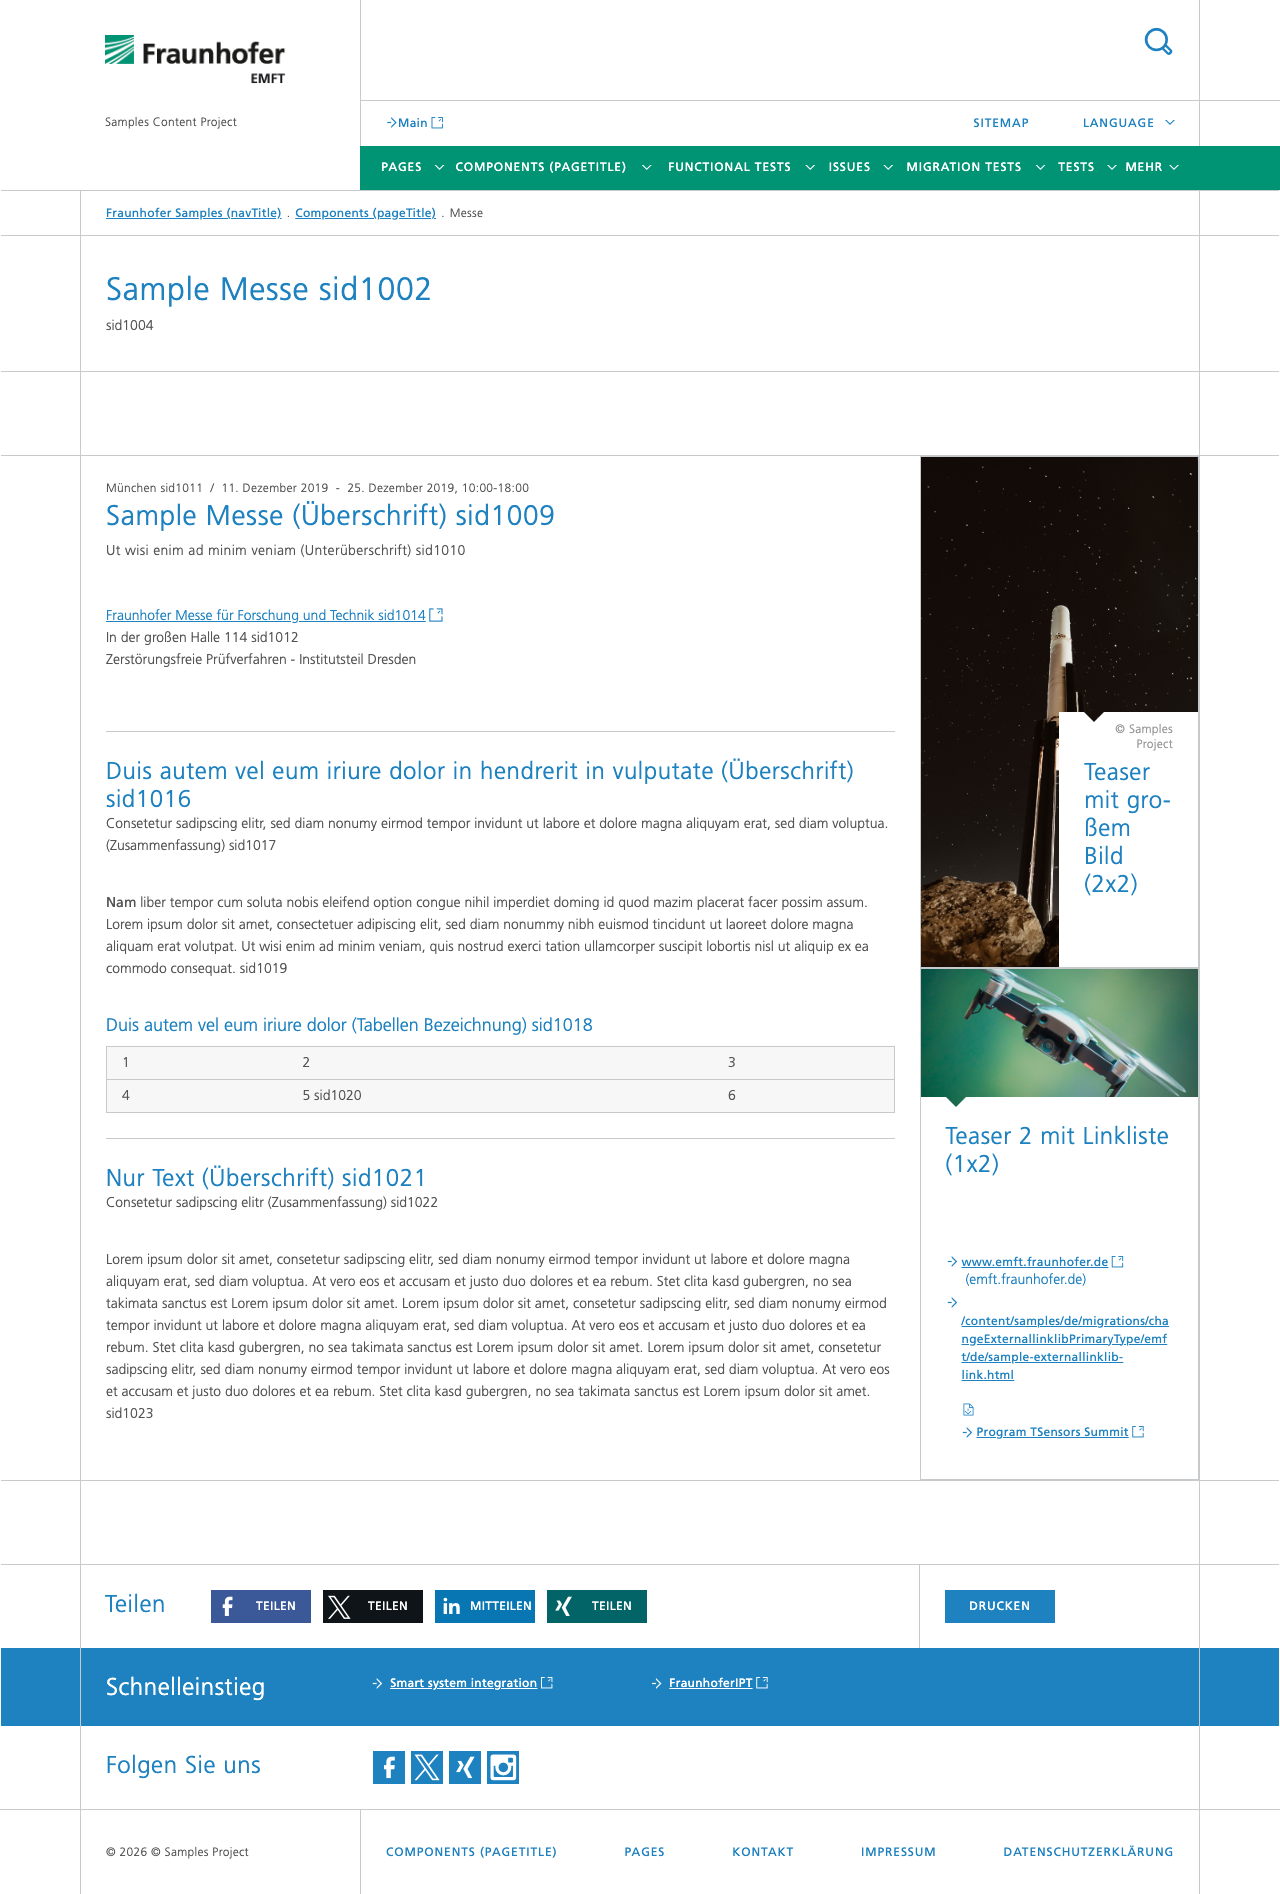 Fraunhofer
EMFT
Samples Content Project
Main
SITEMAP
LANGUAGE
PAGES
COMPONENTS (PAGETITLE)
FUNCTIONAL TESTS
ISSUES
MIGRATION TESTS
TESTS
MEHR
Fraunhofer Samples (navTitle) . Components (pageTitle) . Messe
Sample Messe sid1002
sid1004
München sid1011 / 11. Dezember 2019 - 25. Dezember 2019, 10:00-18:00
Sample Messe (Überschrift) sid1009
Ut wisi enim ad minim veniam (Unterüberschrift) sid1010
Fraunhofer Messe für Forschung und Technik sid1014
In der großen Halle 114 sid1012
Zerstörungsfreie Prüfverfahren - Institutsteil Dresden
Duis autem vel eum iriure dolor in hendrerit in vulputate (Überschrift)
sid1016
Consetetur sadipscing elitr, sed diam nonumy eirmod tempor invidunt ut labore et dolore magna aliquyam erat, sed diam voluptua.
(Zusammenfassung) sid1017
Nam liber tempor cum soluta nobis eleifend option congue nihil imperdiet doming id quod mazim placerat facer possim assum.
Lorem ipsum dolor sit amet, consectetuer adipiscing elit, sed diam nonummy nibh euismod tincidunt ut laoreet dolore magna
aliquam erat volutpat. Ut wisi enim ad minim veniam, quis nostrud exerci tation ullamcorper suscipit lobortis nisl ut aliquip ex ea
commodo consequat. sid1019
Duis autem vel eum iriure dolor (Tabellen Bezeichnung) sid1018
1 2 3
4 5 sid1020 6
Nur Text (Überschrift) sid1021
Consetetur sadipscing elitr (Zusammenfassung) sid1022
Lorem ipsum dolor sit amet, consetetur sadipscing elitr, sed diam nonumy eirmod tempor invidunt ut labore et dolore magna
aliquyam erat, sed diam voluptua. At vero eos et accusam et justo duo dolores et ea rebum. Stet clita kasd gubergren, no sea
takimata sanctus est Lorem ipsum dolor sit amet. Lorem ipsum dolor sit amet, consetetur sadipscing elitr, sed diam nonumy eirmod
tempor invidunt ut labore et dolore magna aliquyam erat, sed diam voluptua. At vero eos et accusam et justo duo dolores et ea
rebum. Stet clita kasd gubergren, no sea takimata sanctus est Lorem ipsum dolor sit amet. Lorem ipsum dolor sit amet, consetetur
sadipscing elitr, sed diam nonumy eirmod tempor invidunt ut labore et dolore magna aliquyam erat, sed diam voluptua. At vero eos
et accusam et justo duo dolores et ea rebum. Stet clita kasd gubergren, no sea takimata sanctus est Lorem ipsum dolor sit amet.
sid1023
© Samples
Project
Teaser
mit gro-
ßem
Bild
(2x2)
Teaser 2 mit Linkliste
(1x2)
www.emft.fraunhofer.de
(emft.fraunhofer.de)
/content/samples/de/migrations/cha
ngeExternallinklibPrimaryType/emf
t/de/sample-externallinklib-
link.html
Program TSensors Summit
Teilen
TEILEN
TEILEN
MITTEILEN
TEILEN
DRUCKEN
Schnelleinstieg
Smart system integration
FraunhoferIPT
Folgen Sie uns
© 2026 © Samples Project
COMPONENTS (PAGETITLE)
PAGES
KONTAKT
IMPRESSUM
DATENSCHUTZERKLÄRUNG